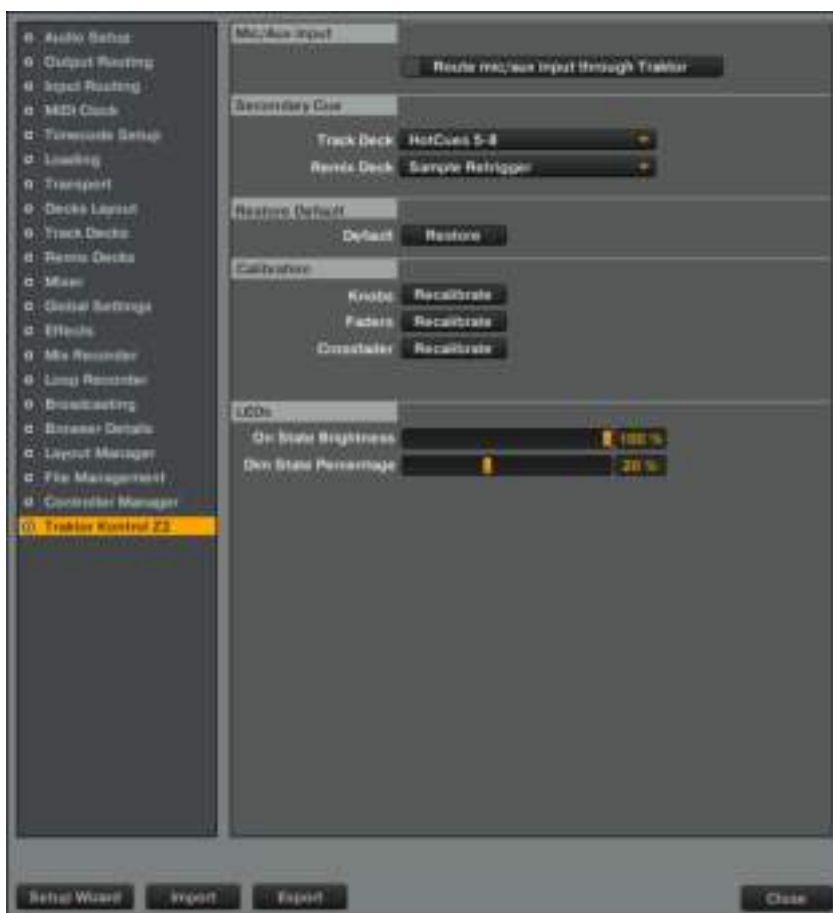 Audio Setup
Output Routing
Input Routing
MIDI Clock
Timecode Setup
Loading
Transport
Decks Layout
Track Decks
Remix Decks
Mixer
Global Settings
Effects
Mix Recorder
Loop Recorder
Broadcasting
Browser Details
Layout Manager
File Management
Controller Manager
Traktor Kontrol Z2
Mic/Aux Input
Route mic/aux input through Traktor
Secondary Cue
Track Deck HotCues 5-8
Remix Deck Sample Retrigger
Restore Default
Default Restore
Calibration
Knobs Recalibrate
Faders Recalibrate
Crossfader Recalibrate
LEDs
On State Brightness 100 %
Dim State Percentage 20 %
Setup Wizard Import Export Close